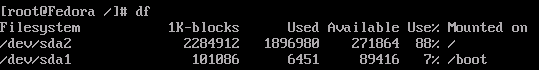 [root@Fedora /]# df
Filesystem 1K-blocks Used Available Use% Mounted on
/dev/sda2 2284912 1896980 271864 88% /
/dev/sda1 101086 6451 89416 7% /boot